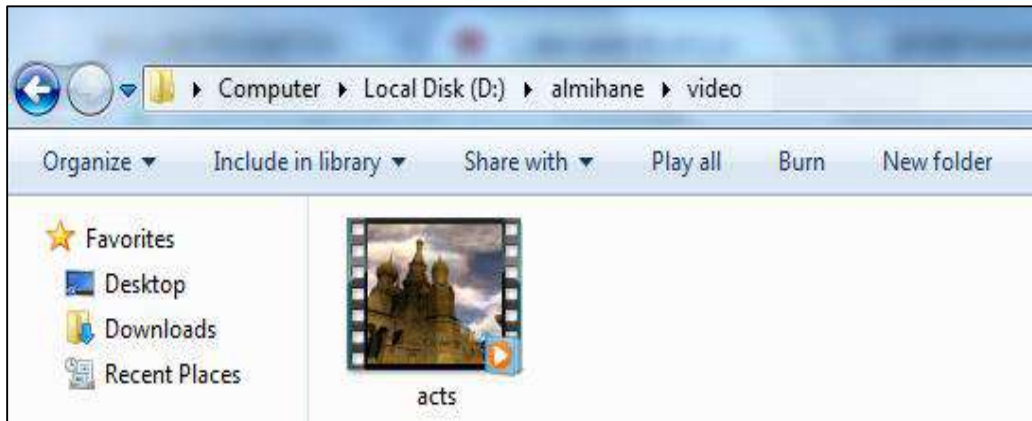 Computer ▸ Local Disk (D:) ▸ almihane ▸ video
Organize ▾ Include in library ▾ Share with ▾ Play all Burn New folder
Favorites
Desktop
Downloads
Recent Places
acts